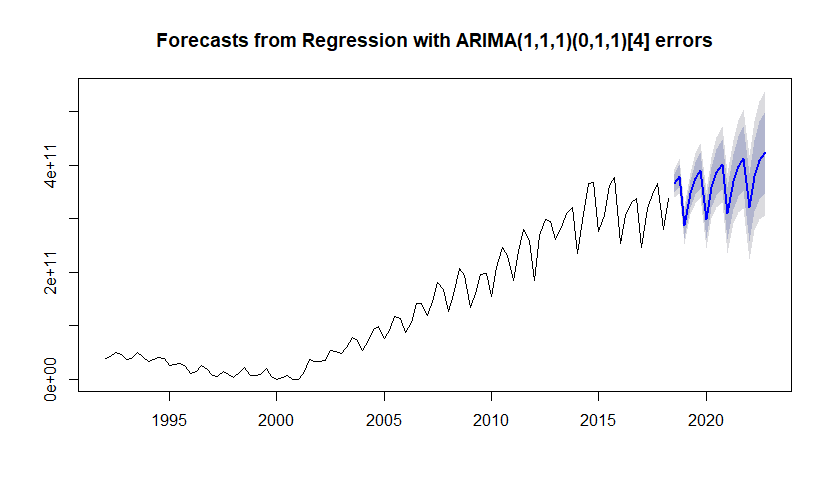 Forecasts from Regression with ARIMA(1,1,1)(0,1,1)[4] errors
4e+11
2e+11
0e+00
1995 2000 2005 2010 2015 2020